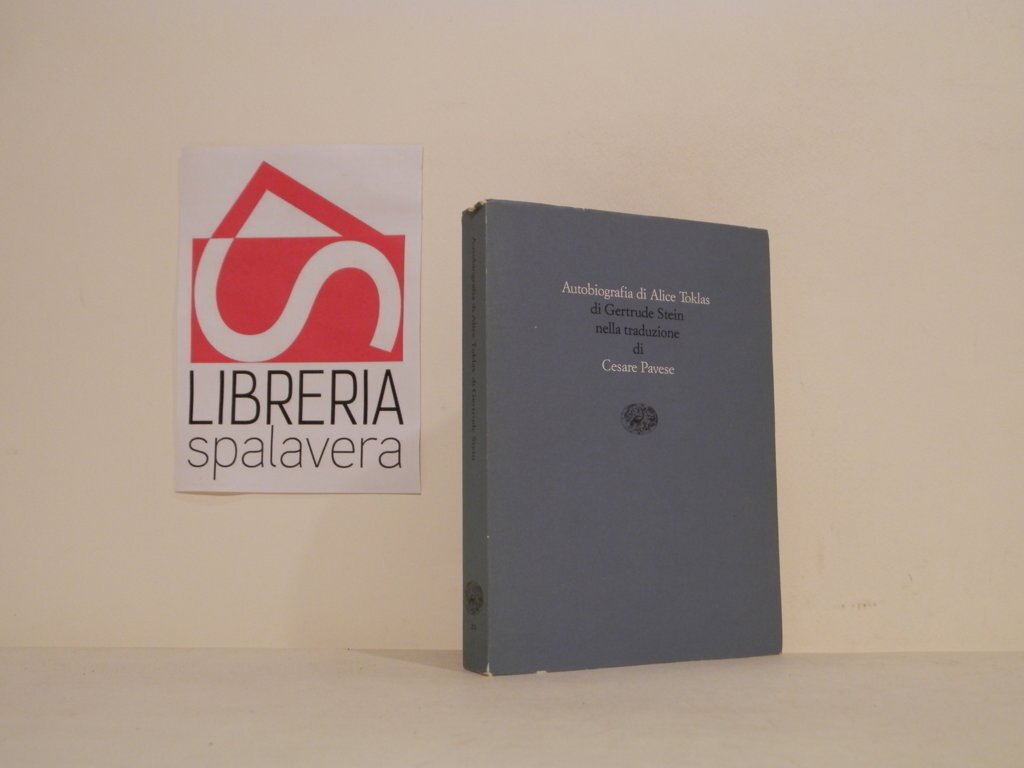 LIBRERIA
spalavera
Autobiografia di Alice Toklas di Gertrude Stein
Autobiografia di Alice Toklas
di Gertrude Stein
nella traduzione
di
Cesare Pavese